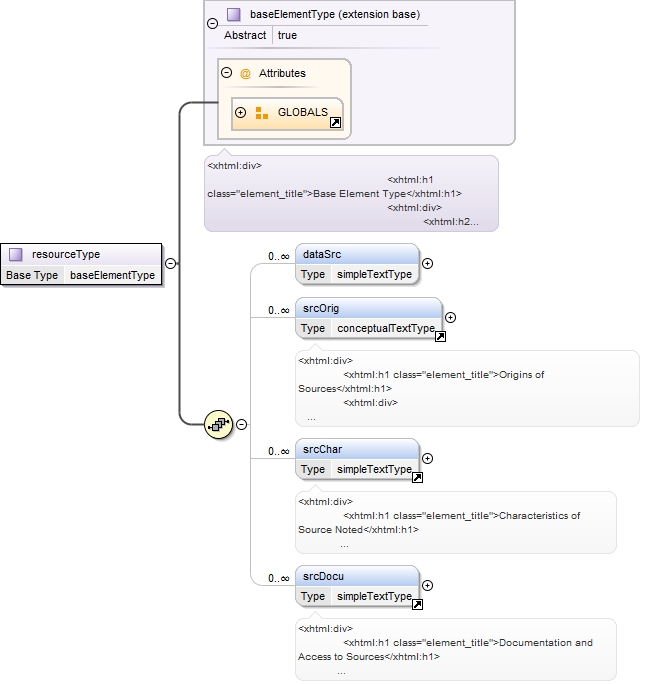 baseElementType (extension base)
Abstract true
@ Attributes
GLOBALS
<xhtml:div>
<xhtml:h1
class="element_title">Base Element Type</xhtml:h1>
<xhtml:div>
<xhtml:h2...
resourceType
Base Type baseElementType
0..∞ dataSrc
Type simpleTextType
0..∞ srcOrig
Type conceptualTextType
<xhtml:div>
<xhtml:h1 class="element_title">Origins of
Sources</xhtml:h1>
<xhtml:div>
...
0..∞ srcChar
Type simpleTextType
<xhtml:div>
<xhtml:h1 class="element_title">Characteristics of
Source Noted</xhtml:h1>
...
0..∞ srcDocu
Type simpleTextType
<xhtml:div>
<xhtml:h1 class="element_title">Documentation and
Access to Sources</xhtml:h1>
...